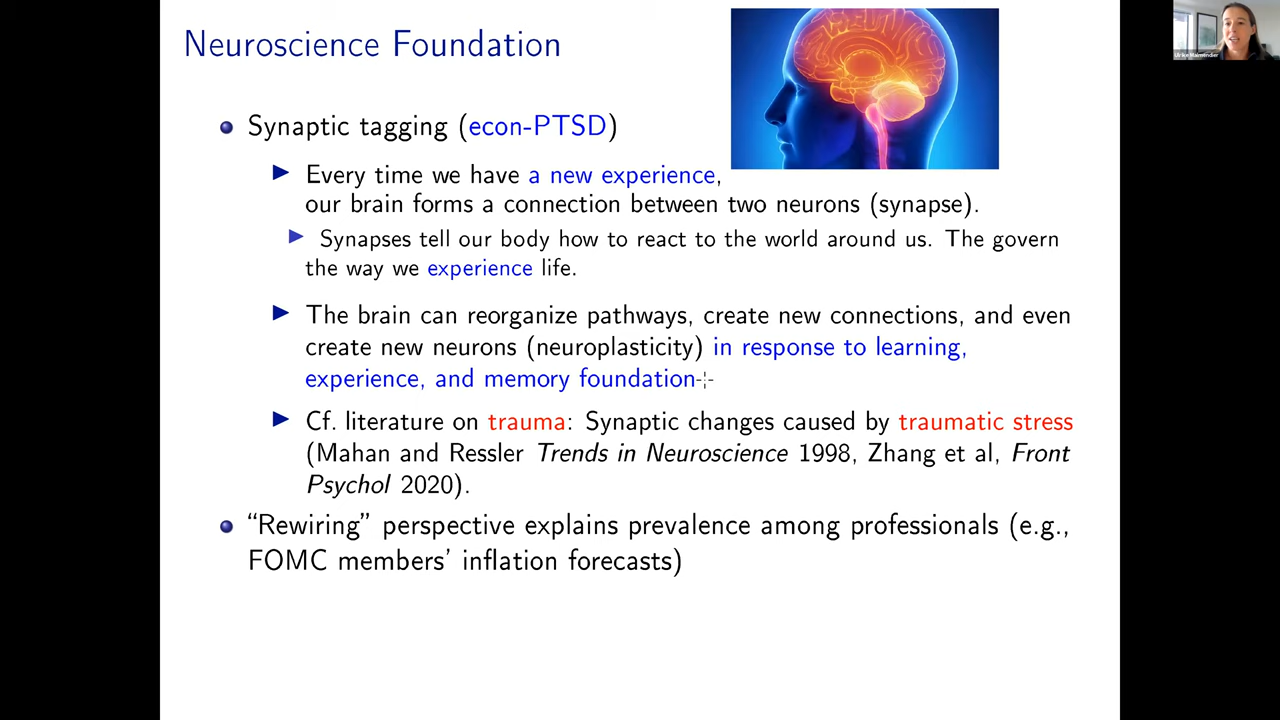 Neuroscience Foundation
Synaptic tagging (econ-PTSD)
Every time we have a new experience,
our brain forms a connection between two neurons (synapse).
Synapses tell our body how to react to the world around us. The govern
the way we experience life.
The brain can reorganize pathways, create new connections, and even
create new neurons (neuroplasticity) in response to learning,
experience, and memory foundation
Cf. literature on trauma: Synaptic changes caused by traumatic stress
(Mahan and Ressler Trends in Neuroscience 1998, Zhang et al, Front
Psychol 2020).
“Rewiring” perspective explains prevalence among professionals (e.g.,
FOMC members’ inflation forecasts)
Ulrike Malmendier